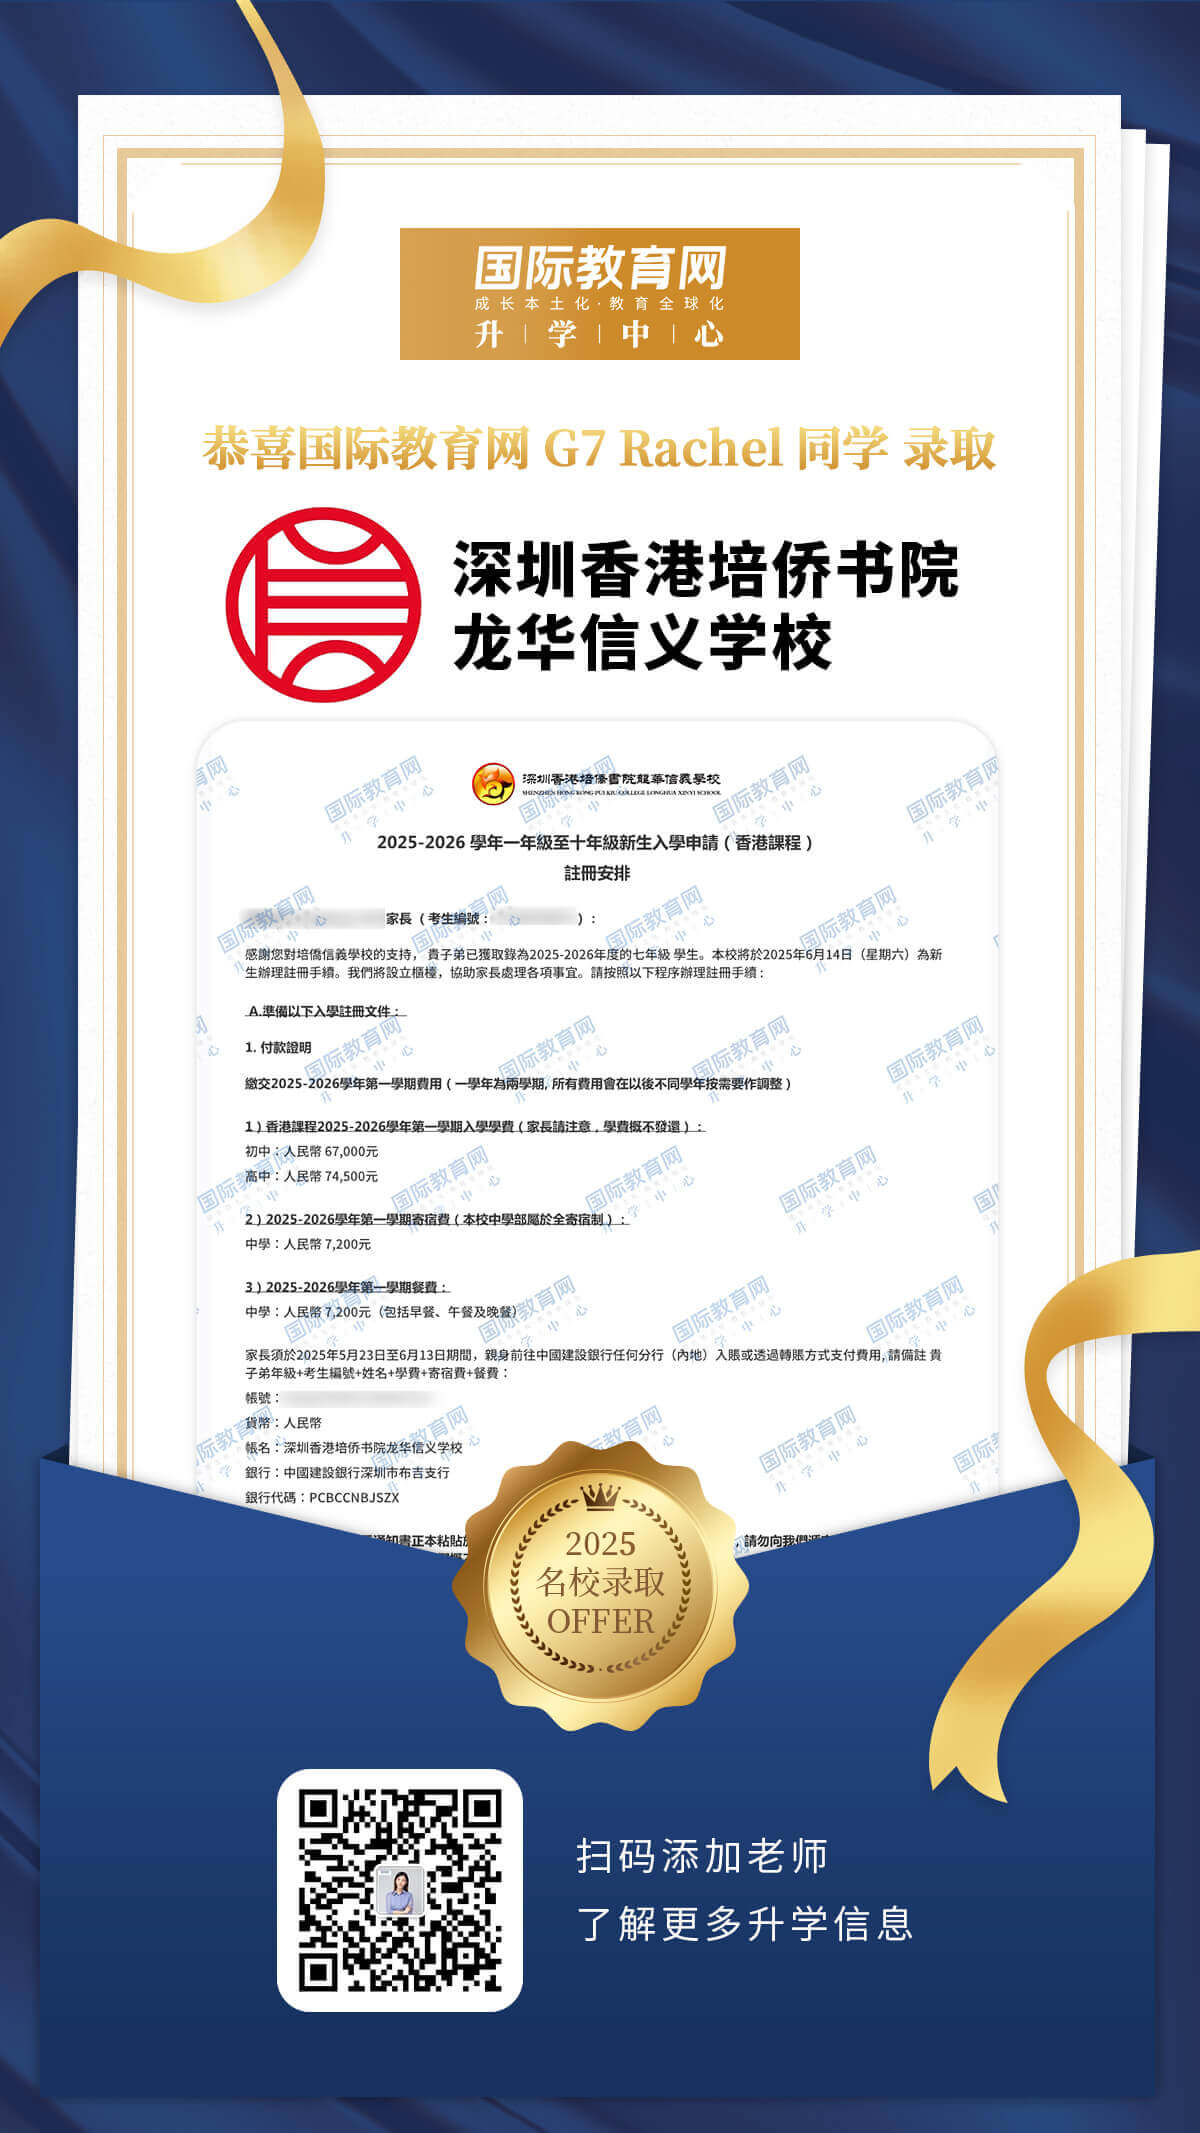 国际教育网
成长本土化·教育全球化
升|学|中|心
恭喜国际教育网 G7 Rachel 同学 录取
深圳香港培侨书院
龙华信义学校
深圳香港培僑書院龍華信義學校
SHENZHEN HONG KONG PUI KIU COLLEGE LONGHUA XINYI SCHOOL
2025-2026 學年一年級至十年級新生入學申請（香港課程）
註冊安排
家長（考生編號： ）：
感謝您對培僑信義學校的支持， 貴子弟已獲取錄為2025-2026年度的七年級 學生。本校將於2025年6月14日（星期六）為新
生辦理註冊手續。我們將設立櫃檯，協助家長處理各項事宜。請按照以下程序辦理註冊手續：
A.準備以下入學註冊文件：
1. 付款證明
繳交2025-2026學年第一學期費用（一學年為兩學期, 所有費用會在以後不同學年按需要作調整）
1）香港課程2025-2026學年第一學期入學學費（家長請注意，學費概不發還）：
初中：人民幣 67,000元
高中：人民幣 74,500元
2）2025-2026學年第一學期寄宿費（本校中學部屬於全寄宿制）：
中學：人民幣 7,200元
3）2025-2026學年第一學期餐費：
中學：人民幣 7,200元（包括早餐、午餐及晚餐）
家長須於2025年5月23日至6月13日期間，親身前往中國建設銀行任何分行（內地）入賬或透過轉賬方式支付費用, 請備註 貴
子弟年級+考生編號+姓名+學費+寄宿費+餐費：
帳號：
貨幣：人民幣
帳名：深圳香港培侨书院龙华信义学校
銀行：中國建設銀行深圳市布吉支行
銀行代碼：PCBCCNBJSZX
通知書正本粘貼
請勿向我們
2025
名校录取
OFFER
扫码添加老师
了解更多升学信息